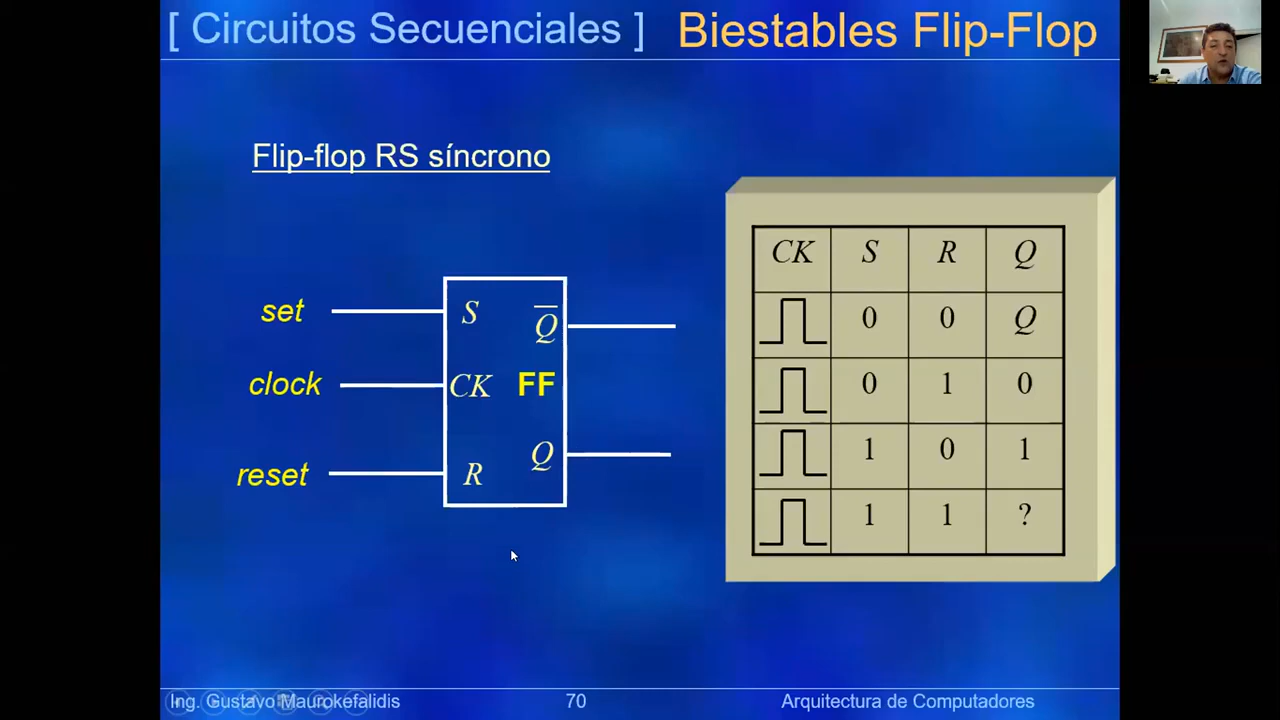 [ Circuitos Secuenciales ] Biestables Flip-Flop
Flip-flop RS síncrono
set S Q̅
clock CK FF
reset R Q
CK S R Q
0 0 Q
0 1 0
1 0 1
1 1 ?
Ing. Gustavo Maurokefalidis 70 Arquitectura de Computadores